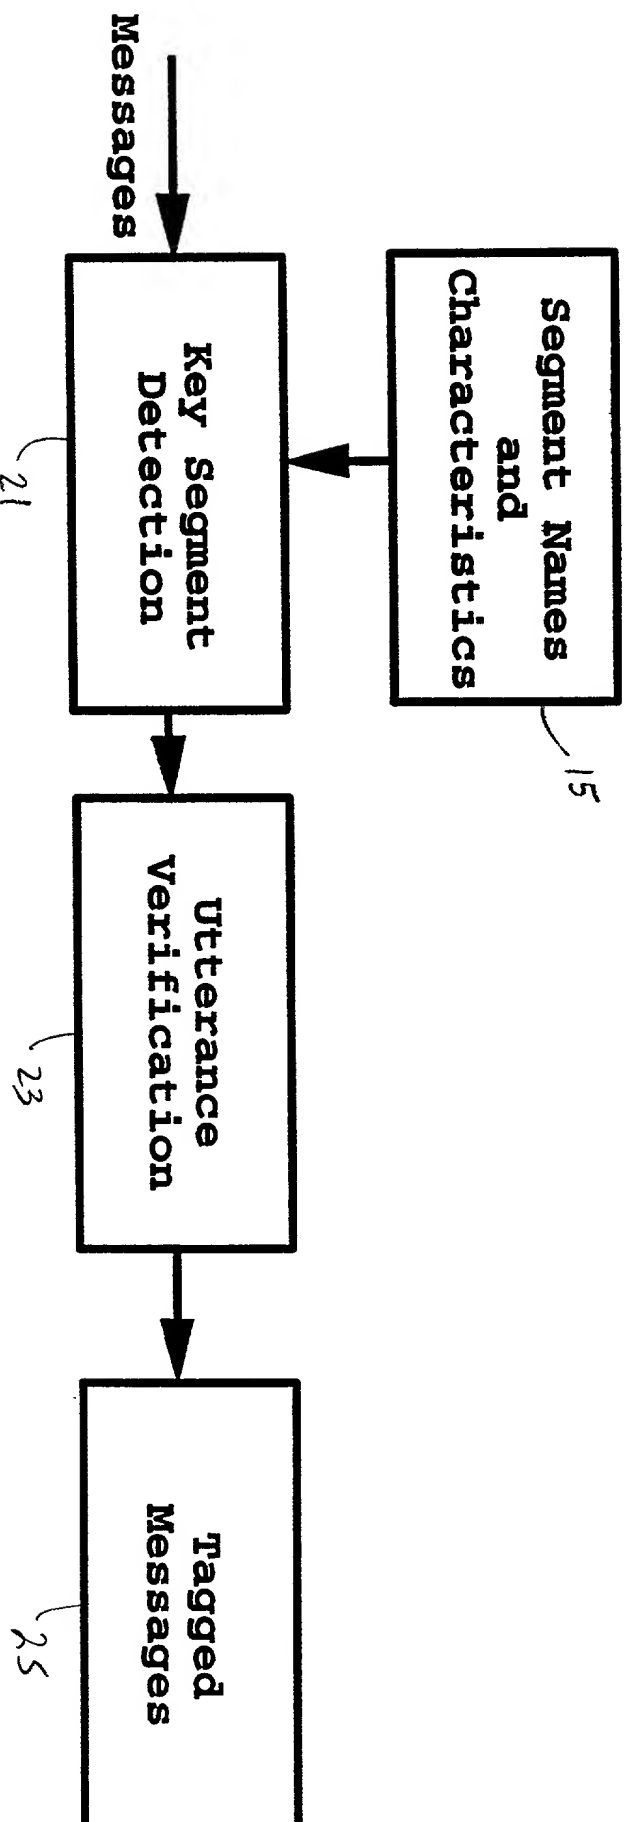 Segment Names
and
Characteristics
15
Messages
Key Segment
Detection
21
Utterance
Verification
23
Tagged
Messages
25